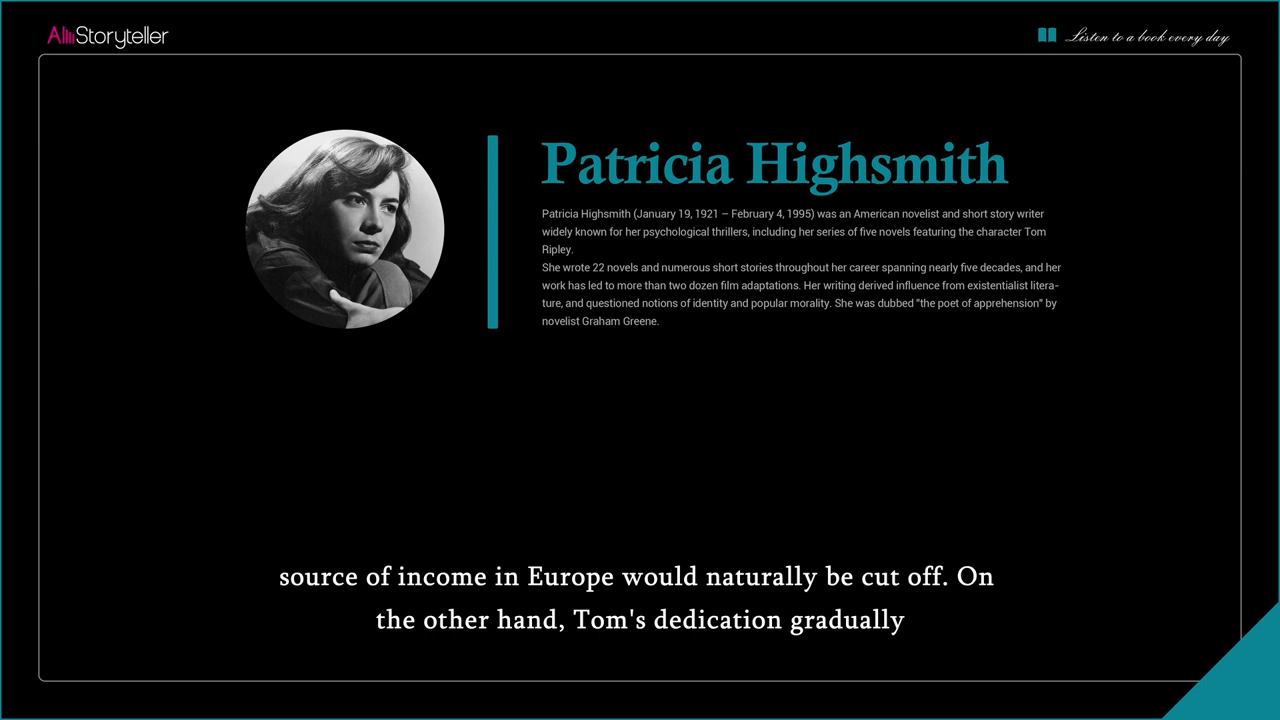 AllStoryteller
Listen to a book every day
Patricia Highsmith
Patricia Highsmith (January 19, 1921 – February 4, 1995) was an American novelist and short story writer
widely known for her psychological thrillers, including her series of five novels featuring the character Tom
Ripley.
She wrote 22 novels and numerous short stories throughout her career spanning nearly five decades, and her
work has led to more than two dozen film adaptations. Her writing derived influence from existentialist litera-
ture, and questioned notions of identity and popular morality. She was dubbed "the poet of apprehension" by
novelist Graham Greene.
source of income in Europe would naturally be cut off. On
the other hand, Tom's dedication gradually